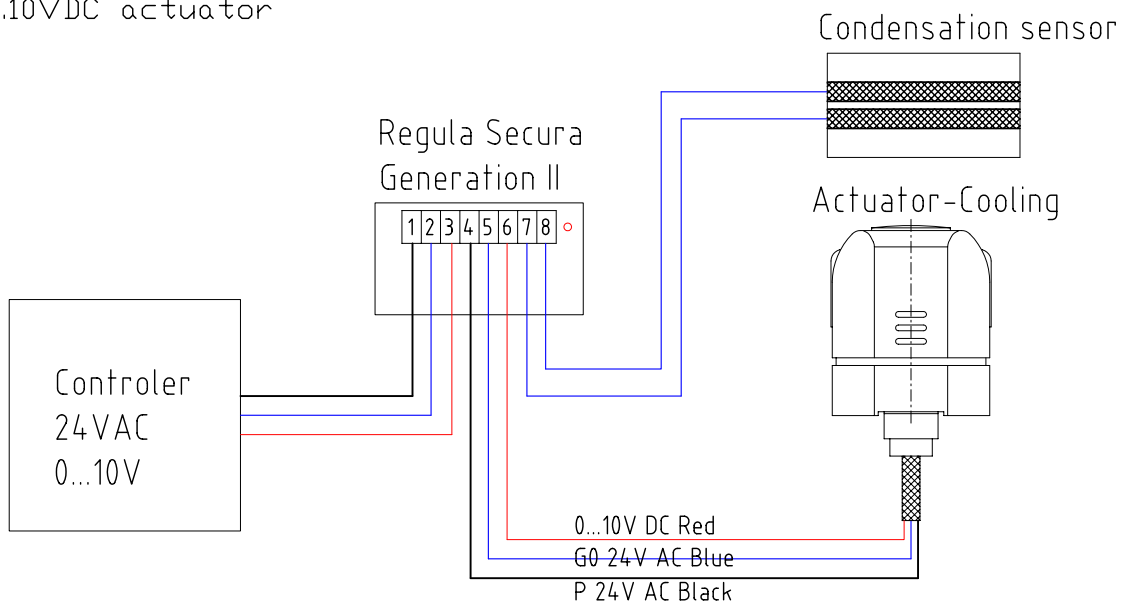 .10VDC actuator
Condensation sensor
Regula Secura
Generation II
Actuator-Cooling
1 2 3 4 5 6 7 8
Controler
24VAC
0...10V
0...10V DC Red
G0 24V AC Blue
P 24V AC Black